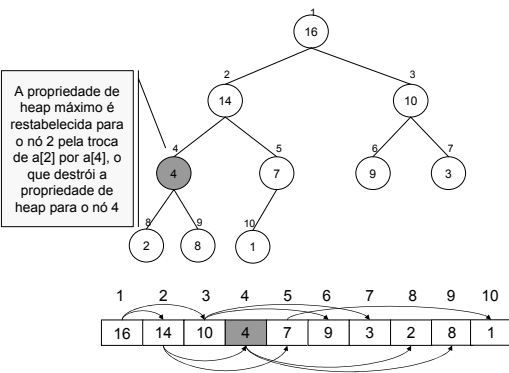 1
16
2
3
14
10
A propriedade de
heap máximo é
restabelecida para
o nó 2 pela troca
de a[2] por a[4], o
que destrói a
propriedade de
heap para o nó 4
4
5
6
7
4
7
9
3
8
9
10
2
8
1
1 2 3 4 5 6 7 8 9 10
16 14 10 4 7 9 3 2 8 1